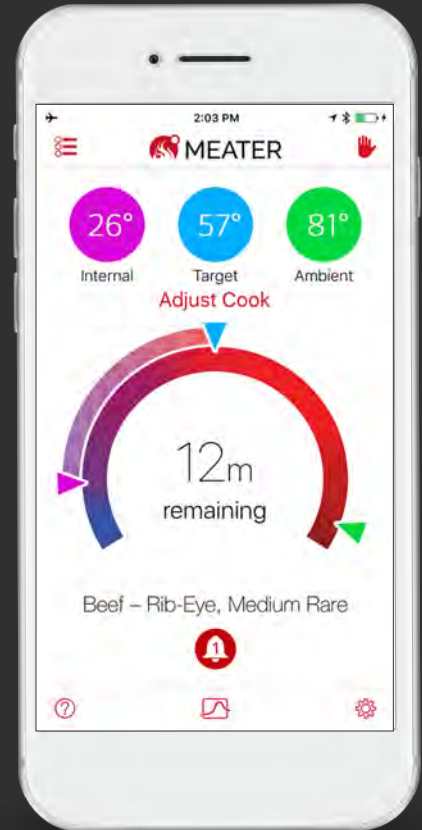 2:03 PM
MEATER
26° 57° 81°
Internal Target Ambient
Adjust Cook
12m
remaining
Beef – Rib-Eye, Medium Rare
1
?